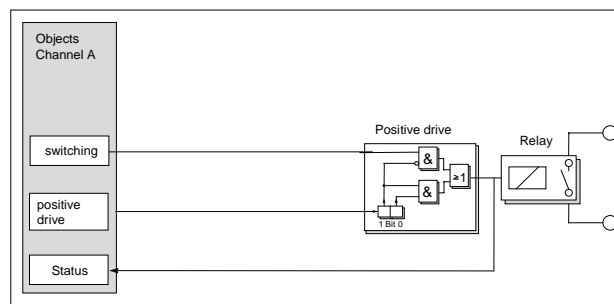 Objects
Channel A
switching
positive
drive
Status
Positive drive
&
&
≥1
1 Bit 0
Relay